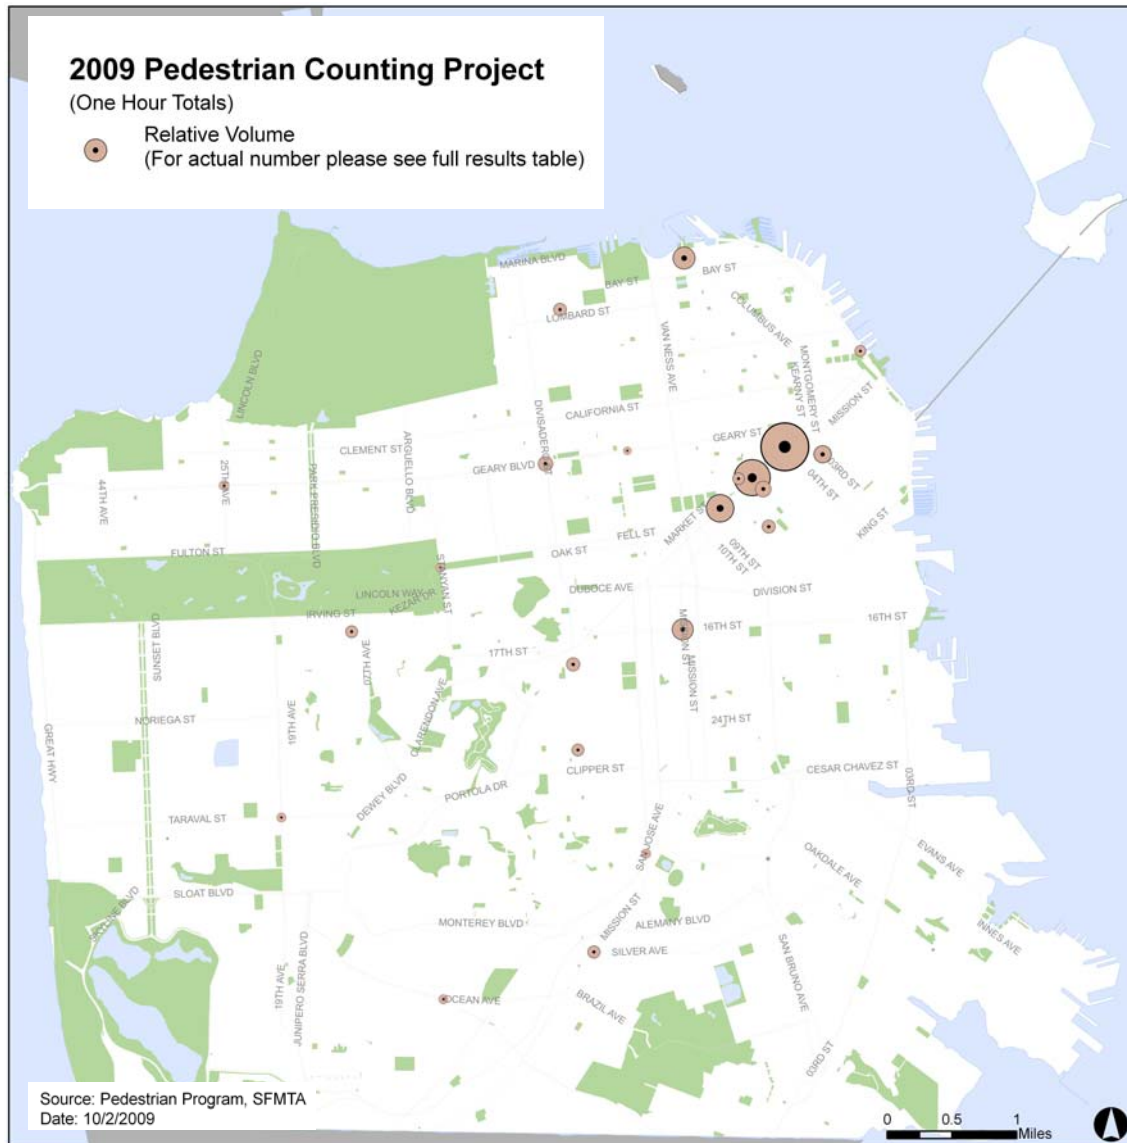 2009 Pedestrian Counting Project
(One Hour Totals)
Relative Volume
(For actual number please see full results table)
MARINA BLVD
BAY ST
BAY ST
LOMBARD ST
COLUMBUS AVE
VAN NESS AVE
MONTGOMERY ST
KEARNY ST
MISSION ST
LINCOLN BLVD
CALIFORNIA ST
DIVISADERO ST
GEARY ST
CLEMENT ST
ARGUELLO BLVD
GEARY BLVD
25TH AVE
44TH AVE
PARK PRESIDIO BLVD
03RD ST
04TH ST
KING ST
MARKET ST
FELL ST
OAK ST
09TH ST
10TH ST
FULTON ST
STANYAN ST
LINCOLN WAY
KEZAR DR
DUBOCE AVE
DIVISION ST
IRVING ST
SUNSET BLVD
07TH AVE
17TH ST
16TH ST
16TH ST
MISSION ST
MISSION ST
CLARENDON AVE
NORIEGA ST
19TH AVE
24TH ST
GREAT HWY
CLIPPER ST
CESAR CHAVEZ ST
03RD ST
PORTOLA DR
DEWEY BLVD
TARAVAL ST
SAN JOSE AVE
OAKDALE AVE
EVANS AVE
SLOAT BLVD
SKYLINE BLVD
MONTEREY BLVD
MISSION ST
ALEMANY BLVD
INNES AVE
SILVER AVE
SAN BRUNO AVE
19TH AVE
JUNIPERO SERRA BLVD
OCEAN AVE
BRAZIL AVE
03RD ST
Source: Pedestrian Program, SFMTA
Date: 10/2/2009
0 0.5 1
Miles